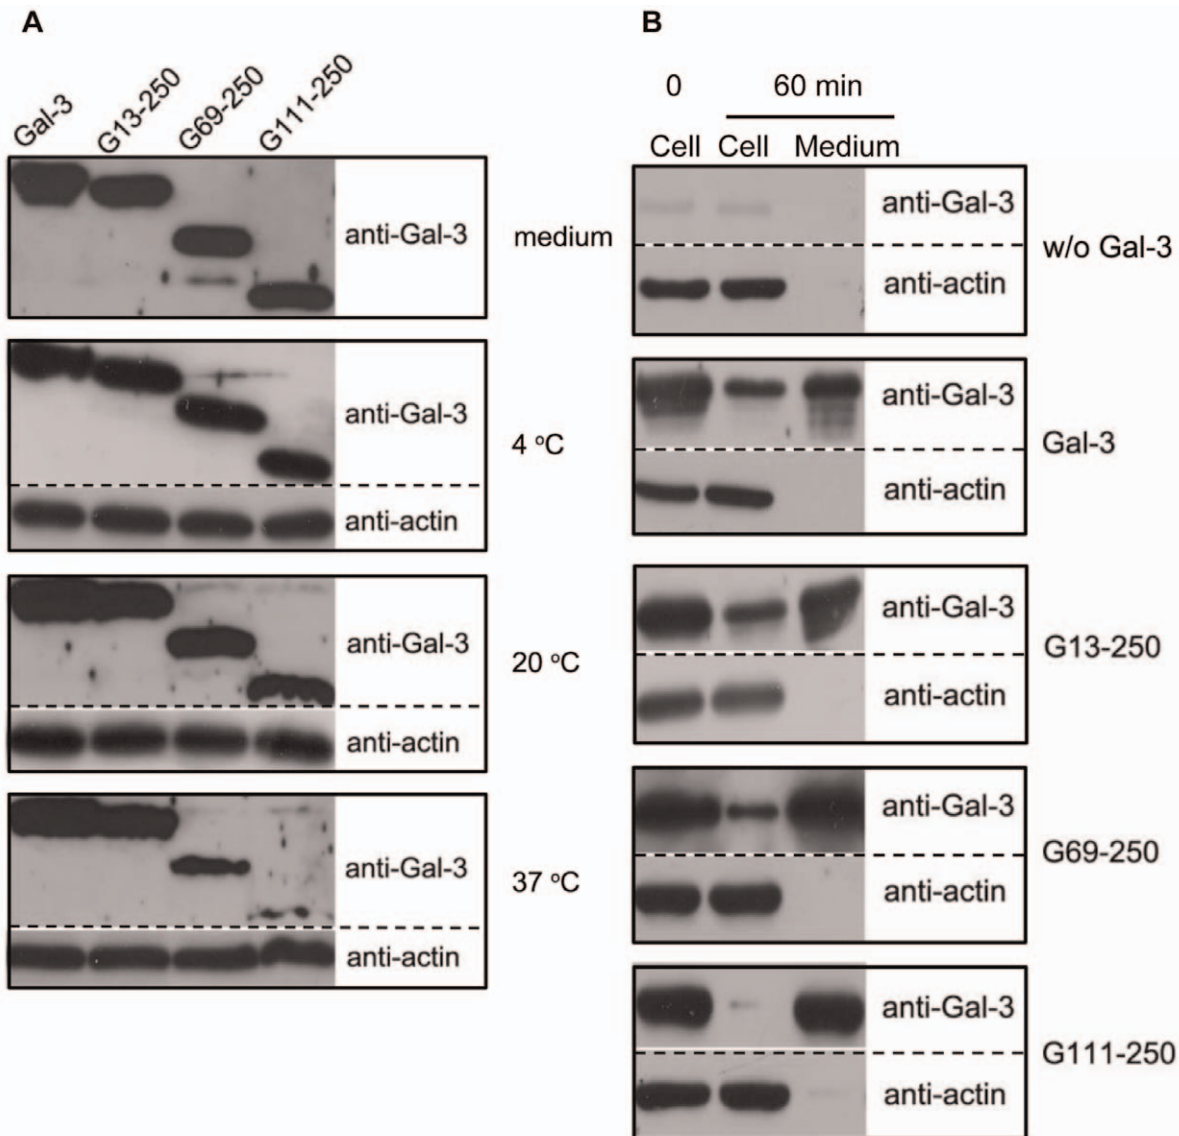 A
Gal-3
G13-250
G69-250
G111-250
anti-Gal-3
medium
anti-Gal-3
4 °C
anti-actin
anti-Gal-3
20 °C
anti-actin
anti-Gal-3
37 °C
anti-actin
B
0
60 min
Cell Cell Medium
anti-Gal-3
w/o Gal-3
anti-actin
anti-Gal-3
Gal-3
anti-actin
anti-Gal-3
G13-250
anti-actin
anti-Gal-3
G69-250
anti-actin
anti-Gal-3
G111-250
anti-actin